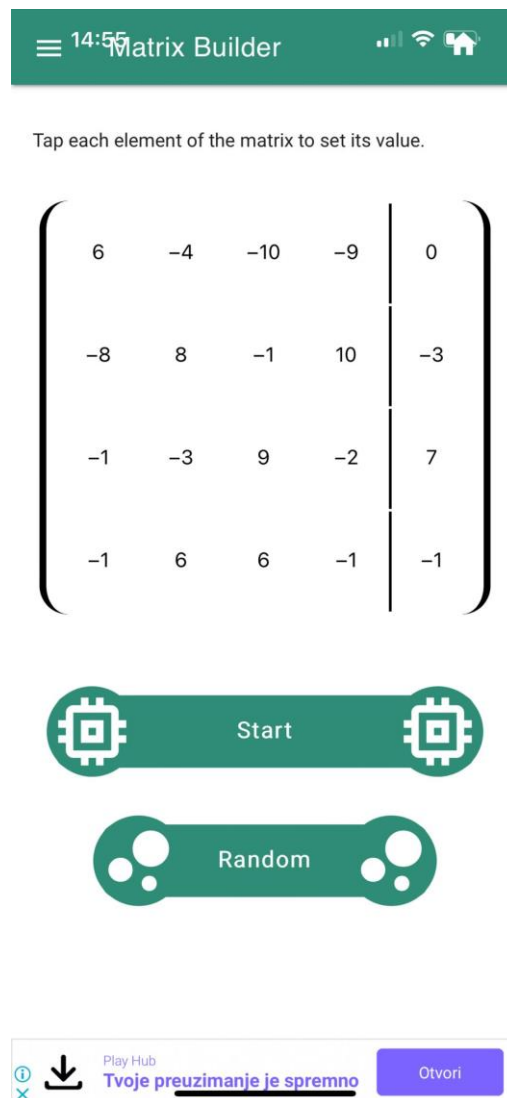 14:55
Matrix Builder
Tap each element of the matrix to set its value.
6 −4 −10 −9 0
−8 8 −1 10 −3
−1 −3 9 −2 7
−1 6 6 −1 −1
Start
Random
Play Hub
Tvoje preuzimanje je spremno
Otvori